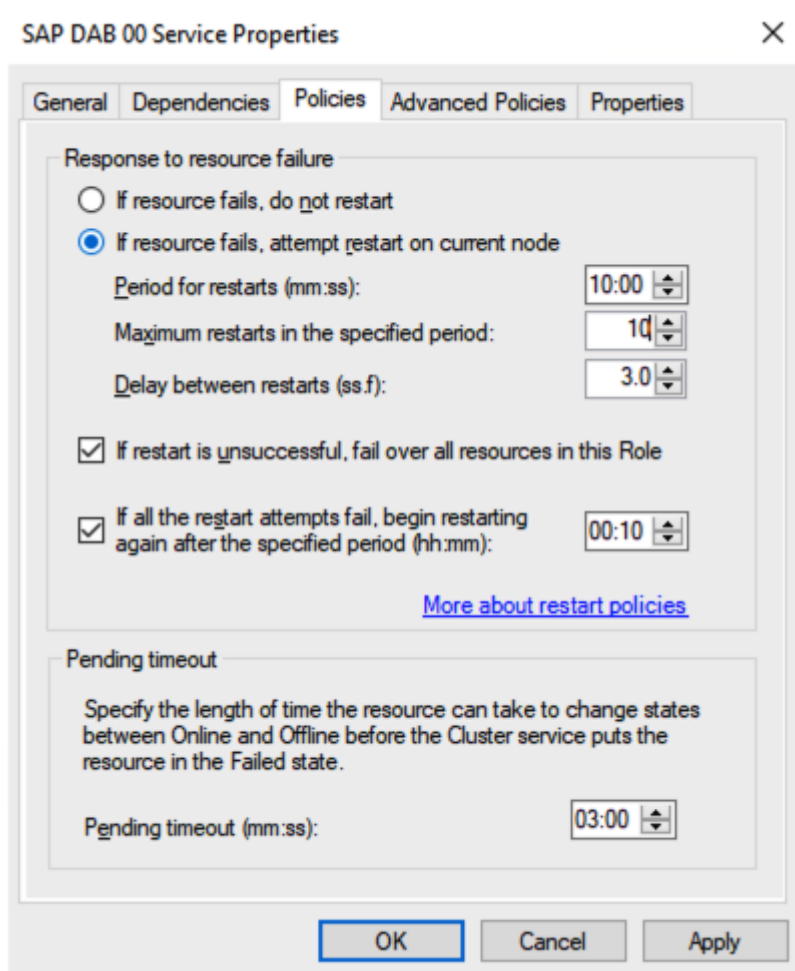 SAP DAB 00 Service Properties
General Dependencies Policies Advanced Policies Properties
Response to resource failure
If resource fails, do not restart
If resource fails, attempt restart on current node
Period for restarts (mm:ss): 10:00
Maximum restarts in the specified period: 10
Delay between restarts (ss.f): 3.0
If restart is unsuccessful, fail over all resources in this Role
If all the restart attempts fail, begin restarting
again after the specified period (hh:mm): 00:10
More about restart policies
Pending timeout
Specify the length of time the resource can take to change states
between Online and Offline before the Cluster service puts the
resource in the Failed state.
Pending timeout (mm:ss): 03:00
OK Cancel Apply